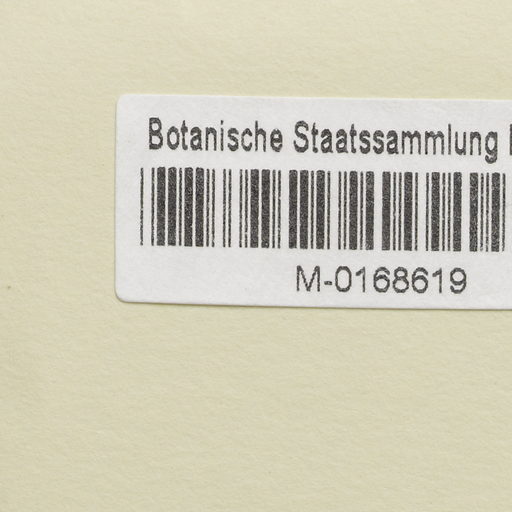 Botanische Staatssammlung
M-0168619